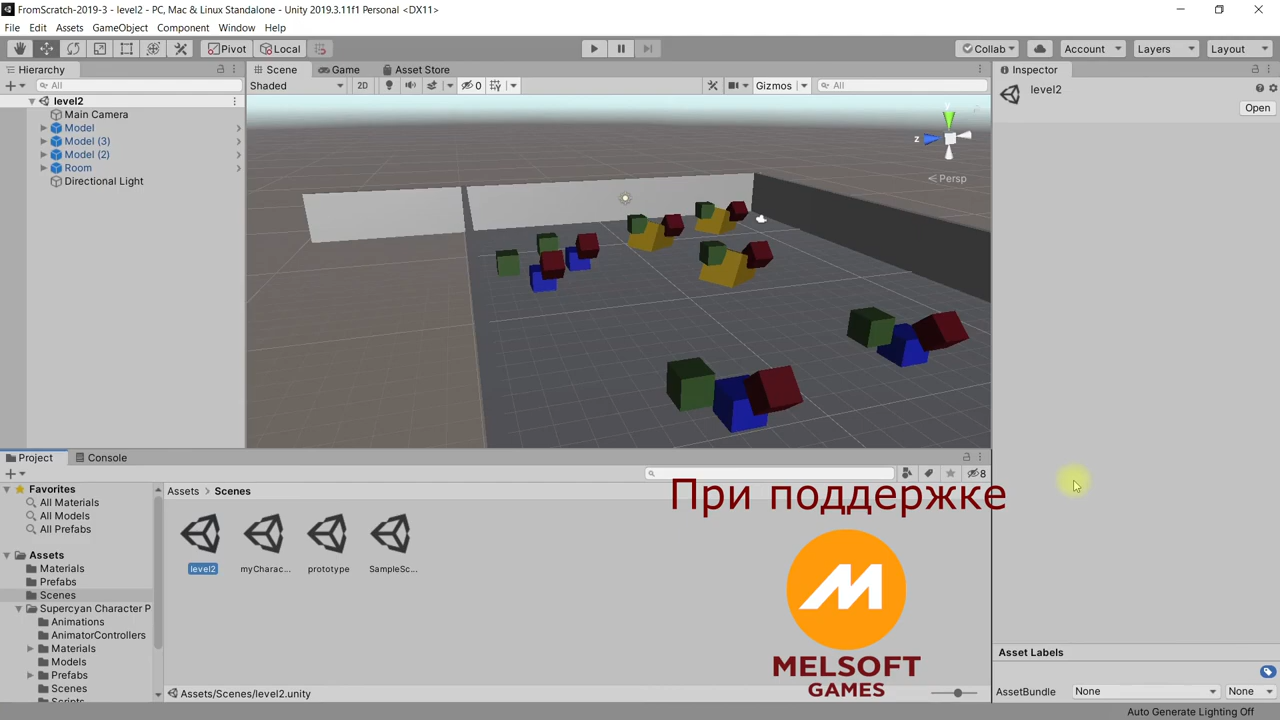 FromScratch-2019-3 - level2 - PC, Mac & Linux Standalone - Unity 2019.3.11f1 Personal <DX11>
File Edit Assets GameObject Component Window Help
Pivot Local Collab Account Layers Layout
Hierarchy
All
level2
Main Camera
Model
Model (3)
Model (2)
Room
Directional Light
Scene Game Asset Store
Shaded 2D 0 Gizmos All
y
z
Persp
Inspector
level2
Open
Project Console
8
Favorites
All Materials
All Models
All Prefabs
Assets
Materials
Prefabs
Scenes
Supercyan Character P
Animations
AnimatorControllers
Materials
Models
Prefabs
Scenes
Scripts
Assets Scenes
level2 myCharac... prototype SampleSc...
Assets/Scenes/level2.unity
При поддержке
MELSOFT
GAMES
Asset Labels
AssetBundle None None
Auto Generate Lighting Off